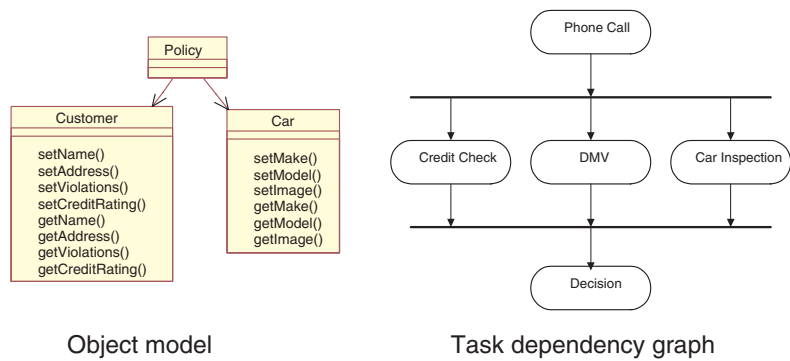 Policy
Customer
setName()
setAddress()
setViolations()
setCreditRating()
getName()
getAddress()
getViolations()
getCreditRating()
Car
setMake()
setModel()
setImage()
getMake()
getModel()
getImage()
Object model
Phone Call
Credit Check
DMV
Car Inspection
Decision
Task dependency graph